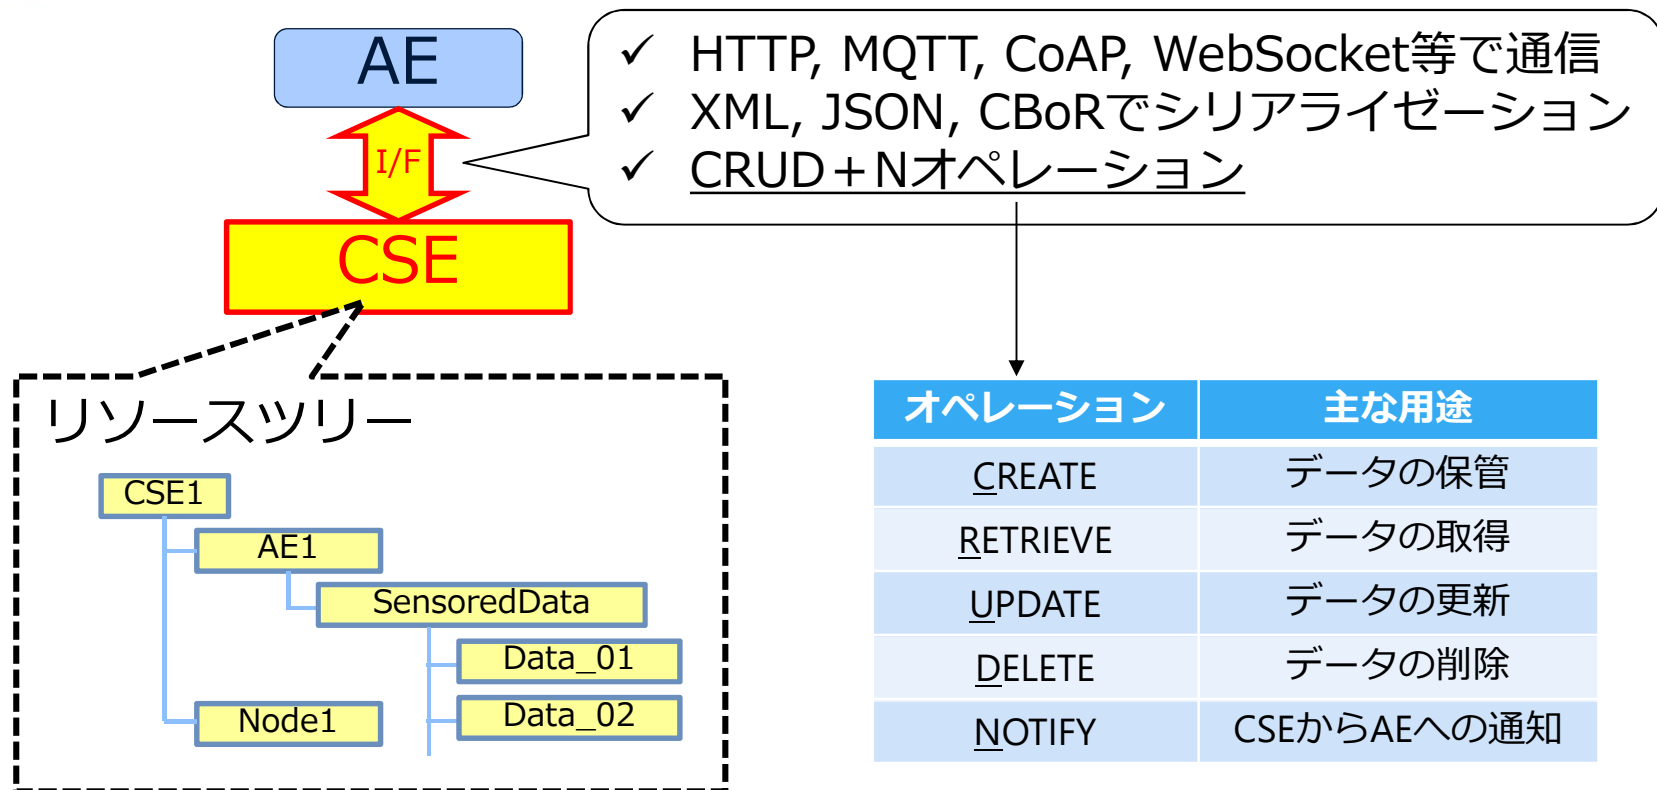 AE
✓ HTTP, MQTT, CoAP, WebSocket等で通信
✓ XML, JSON, CBoRでシリアライゼーション
✓ CRUD＋Nオペレーション
I/F
CSE
リソースツリー
CSE1
AE1
SensoredData
Data_01
Data_02
Node1
オペレーション 主な用途
CREATE データの保管
RETRIEVE データの取得
UPDATE データの更新
DELETE データの削除
NOTIFY CSEからAEへの通知